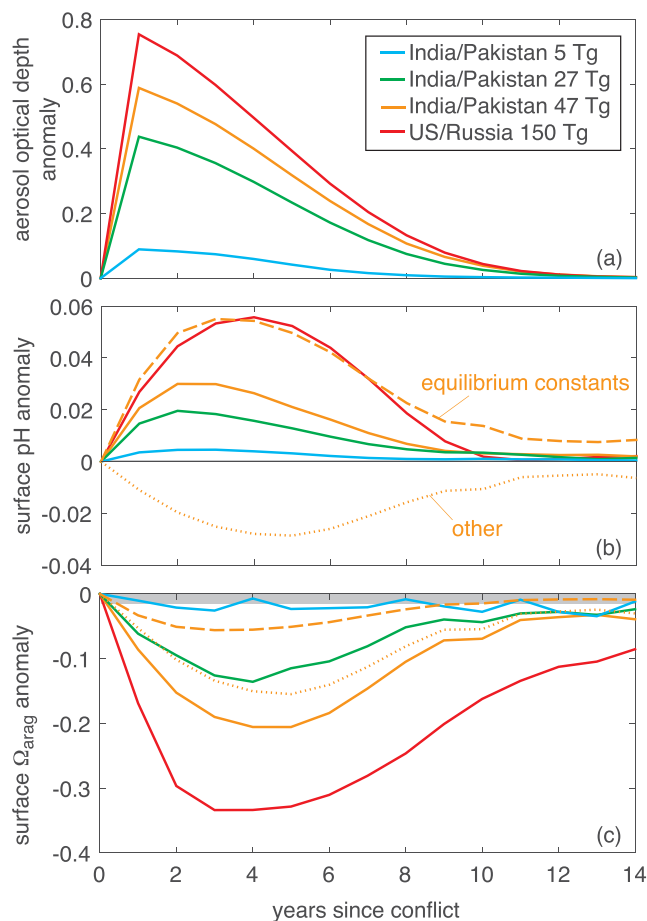 0.8
0.6
0.4
0.2
0
aerosol optical depth
anomaly
India/Pakistan 5 Tg
India/Pakistan 27 Tg
India/Pakistan 47 Tg
US/Russia 150 Tg
(a)
0.06
0.04
0.02
0
-0.02
-0.04
surface pH anomaly
equilibrium constants
other
(b)
0
-0.1
-0.2
-0.3
-0.4
surface Ωarag anomaly
(c)
0 2 4 6 8 10 12 14
years since conflict